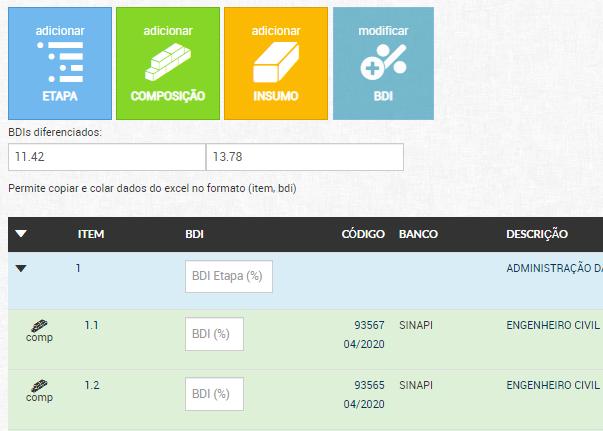 adicionar adicionar adicionar modificar
ETAPA COMPOSIÇÃO INSUMO BDI
BDIs diferenciados:
11.42 13.78
Permite copiar e colar dados do excel no formato (item, bdi)
ITEM BDI CÓDIGO BANCO DESCRIÇÃO
1 BDI Etapa (%) ADMINISTRAÇÃO DA
1.1 BDI (%) 93567 SINAPI ENGENHEIRO CIVIL
comp 04/2020
1.2 BDI (%) 93565 SINAPI ENGENHEIRO CIVIL
comp 04/2020